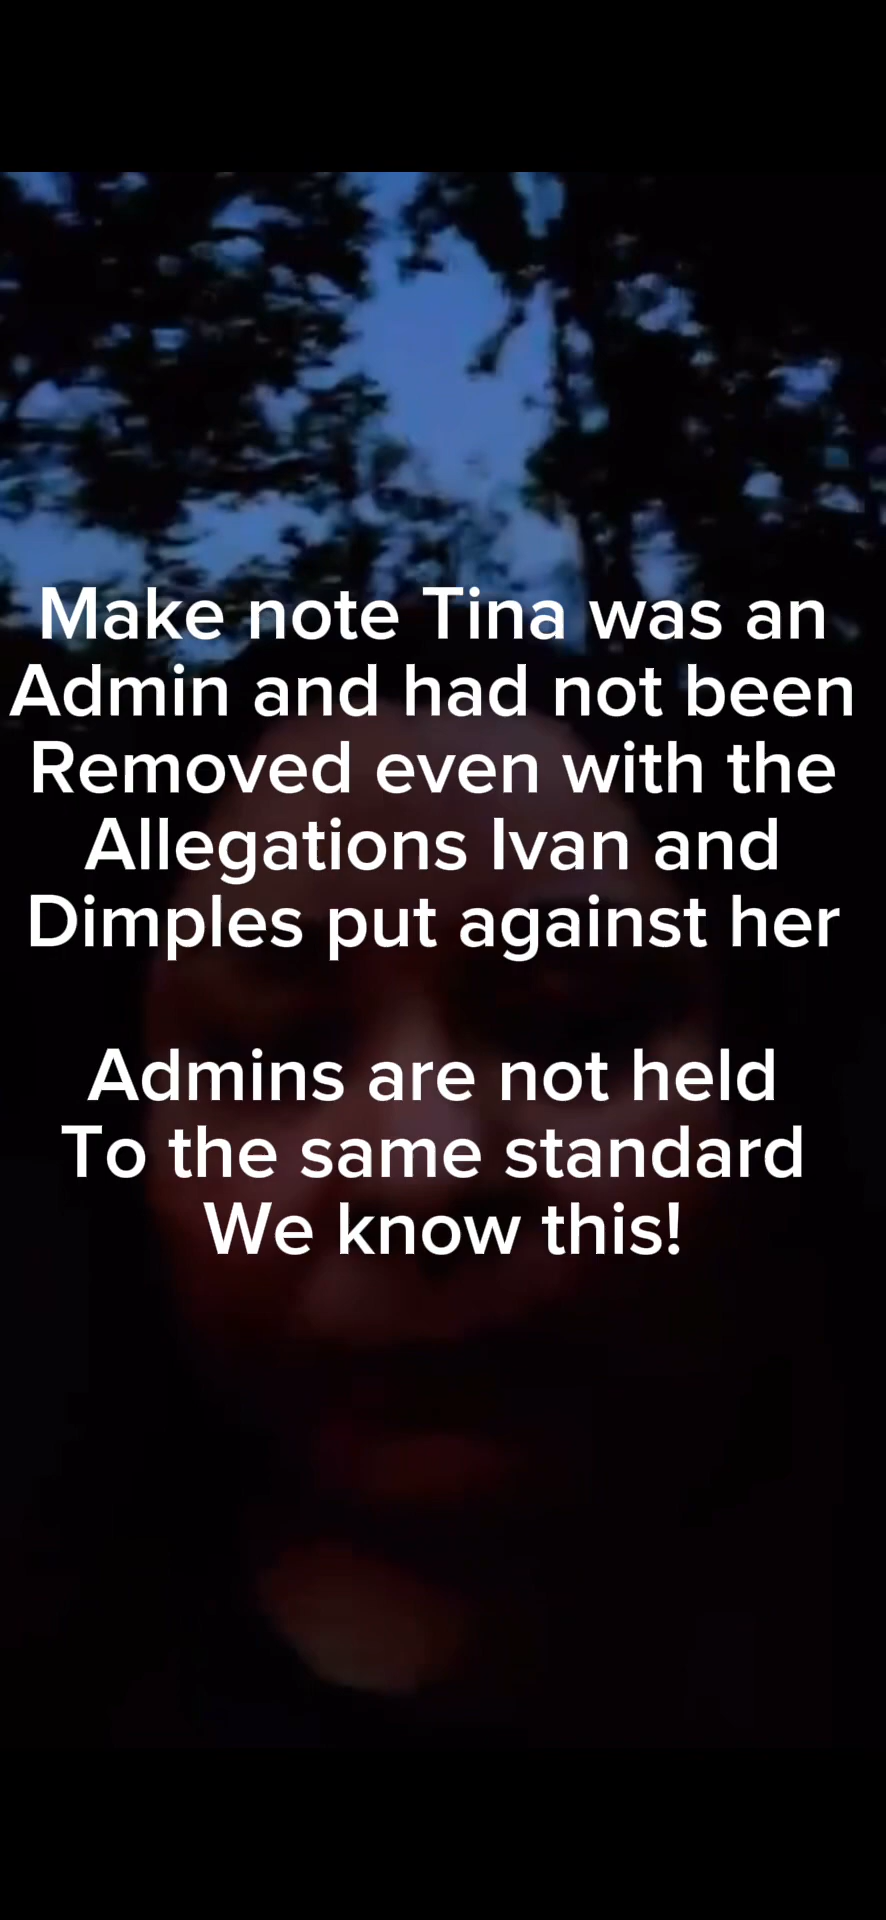 Make note Tina was an
Admin and had not been
Removed even with the
Allegations Ivan and
Dimples put against her
Admins are not held
To the same standard
We know this!